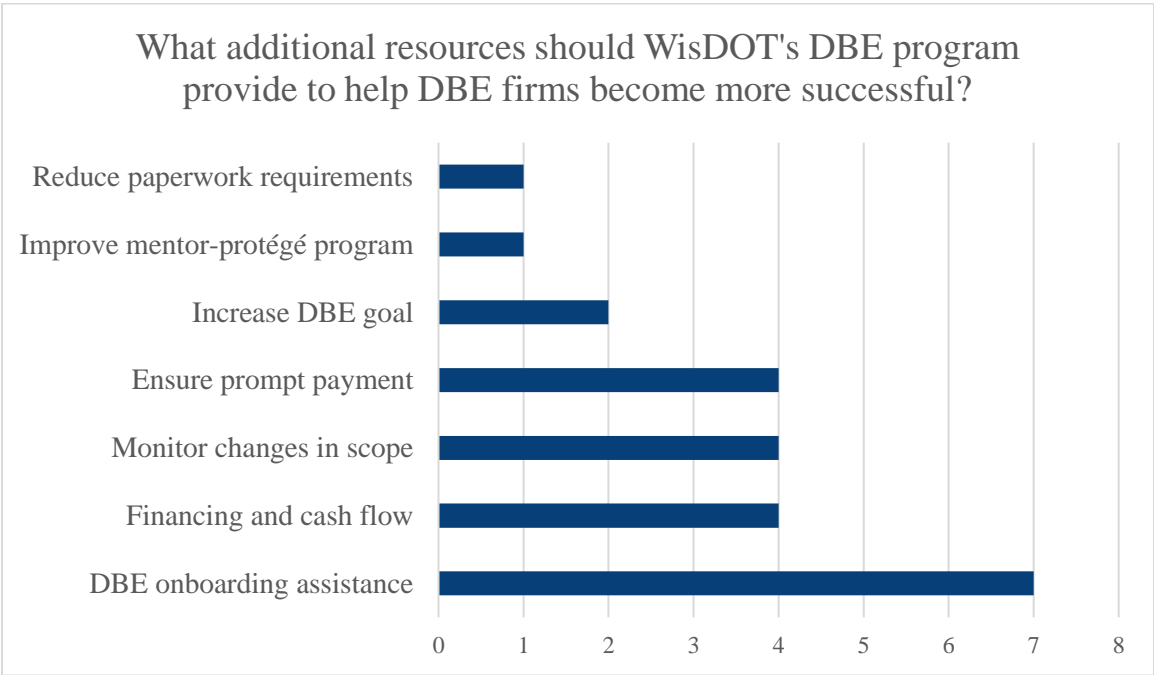 What additional resources should WisDOT's DBE program
provide to help DBE firms become more successful?
Reduce paperwork requirements
Improve mentor-protégé program
Increase DBE goal
Ensure prompt payment
Monitor changes in scope
Financing and cash flow
DBE onboarding assistance
0 1 2 3 4 5 6 7 8